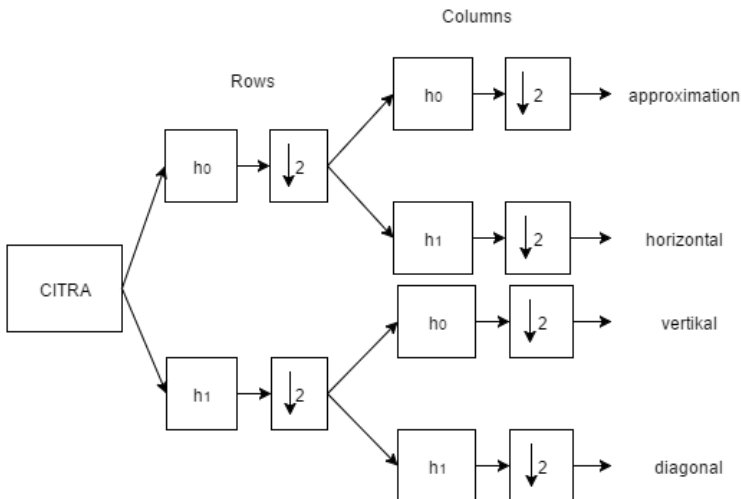 Columns
Rows
h0
2
approximation
h0
2
h1
2
horizontal
CITRA
h0
2
vertikal
h1
2
h1
2
diagonal